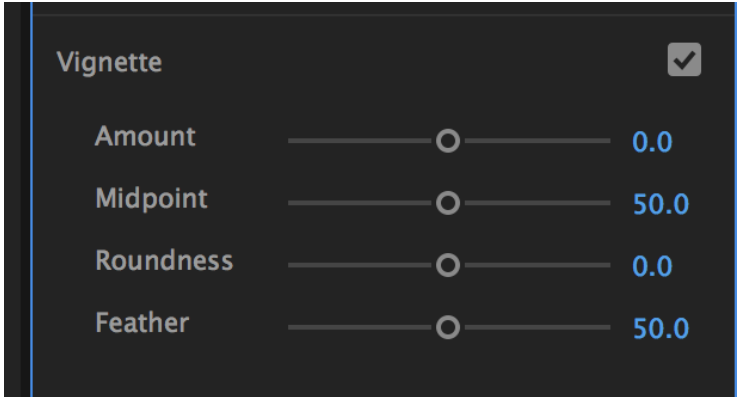 Vignette
Amount 0.0
Midpoint 50.0
Roundness 0.0
Feather 50.0